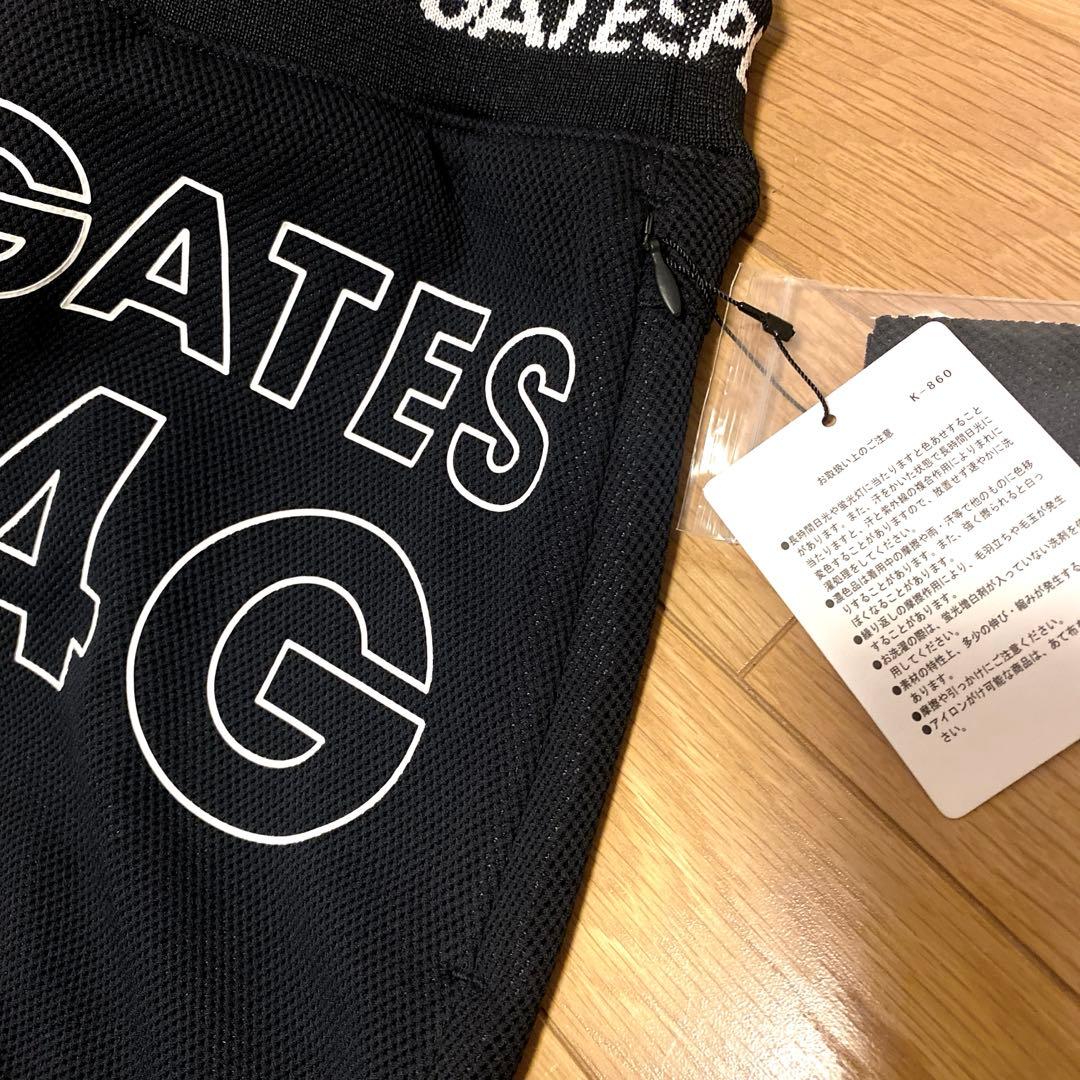 GATES
GATES
4G
K-860
お取扱い上のご注意
●長時間日光や蛍光灯に当たりますと色あせすること
があります。また、汗をかいた状態で長時間日光に
当たりますと、汗と紫外線の複合作用によりまれに
変色することがありますので、放置せず速やかに洗
濯処理をしてください。
●濃色品は着用中の摩擦や雨・汗等で他のものに色移
りすることがあります。また、強く擦られると白っ
ぽくなることがあります。
●繰り返しの摩擦作用により、毛羽立ちや毛玉が発生
することがあります。
●お洗濯の際は、蛍光増白剤が入っていない洗剤を
用してください。
●素材の特性上、多少の伸び・縮みが発生する
あります。
●摩擦や引っかけにご注意ください。
●アイロンがけ可能な商品は、あて布
さい。